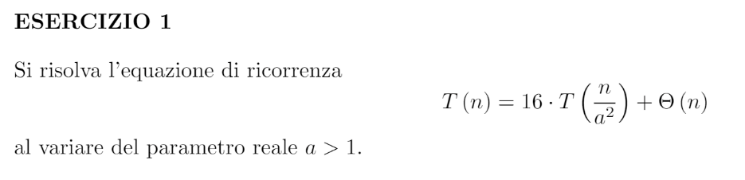 ESERCIZIO 1
Si risolva l'equazione di ricorrenza
T (n) = 16 · T (n/a²) + Θ (n)
al variare del parametro reale a > 1.